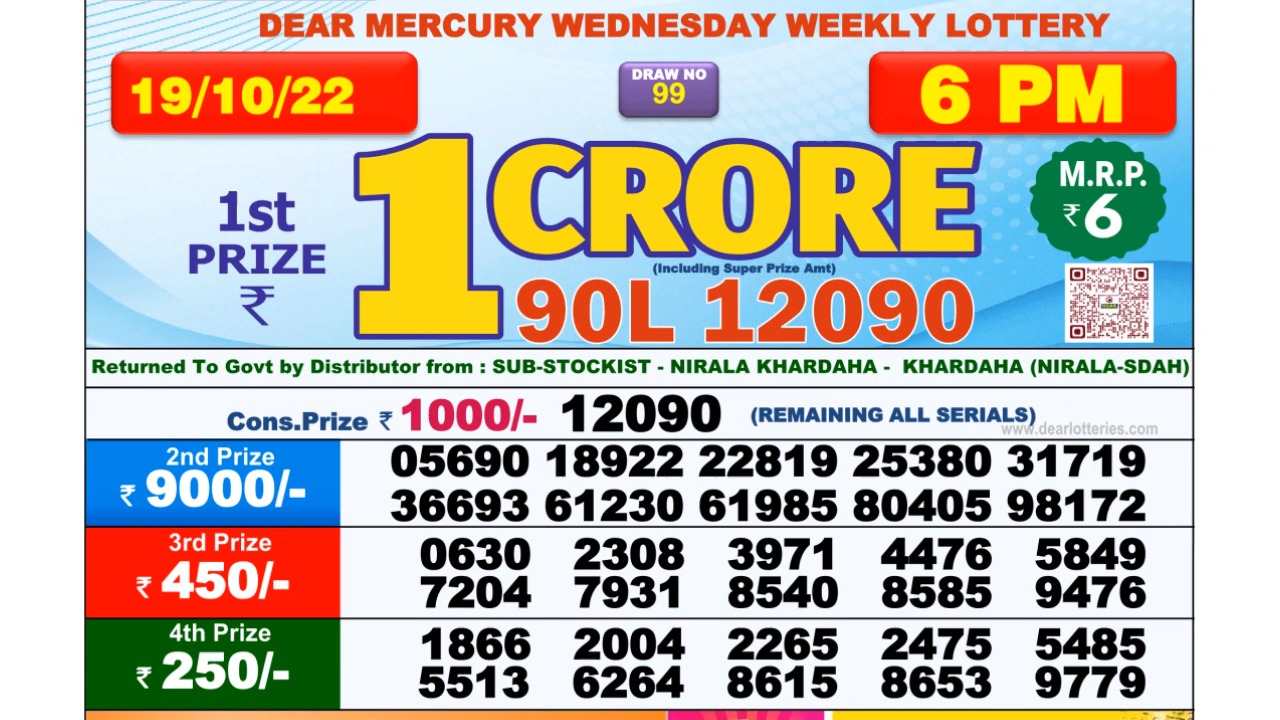 DEAR MERCURY WEDNESDAY WEEKLY LOTTERY
19/10/22
DRAW NO
99
6 PM
1st
PRIZE
₹
1 CRORE
(Including Super Prize Amt)
90L 12090
M.R.P.
₹6
Returned To Govt by Distributor from : SUB-STOCKIST - NIRALA KHARDAHA - KHARDAHA (NIRALA-SDAH)
Cons.Prize ₹ 1000/- 12090 (REMAINING ALL SERIALS)
www.dearlotteries.com
2nd Prize
₹ 9000/-
05690 18922 22819 25380 31719
36693 61230 61985 80405 98172
3rd Prize
₹ 450/-
0630 2308 3971 4476 5849
7204 7931 8540 8585 9476
4th Prize
₹ 250/-
1866 2004 2265 2475 5485
5513 6264 8615 8653 9779